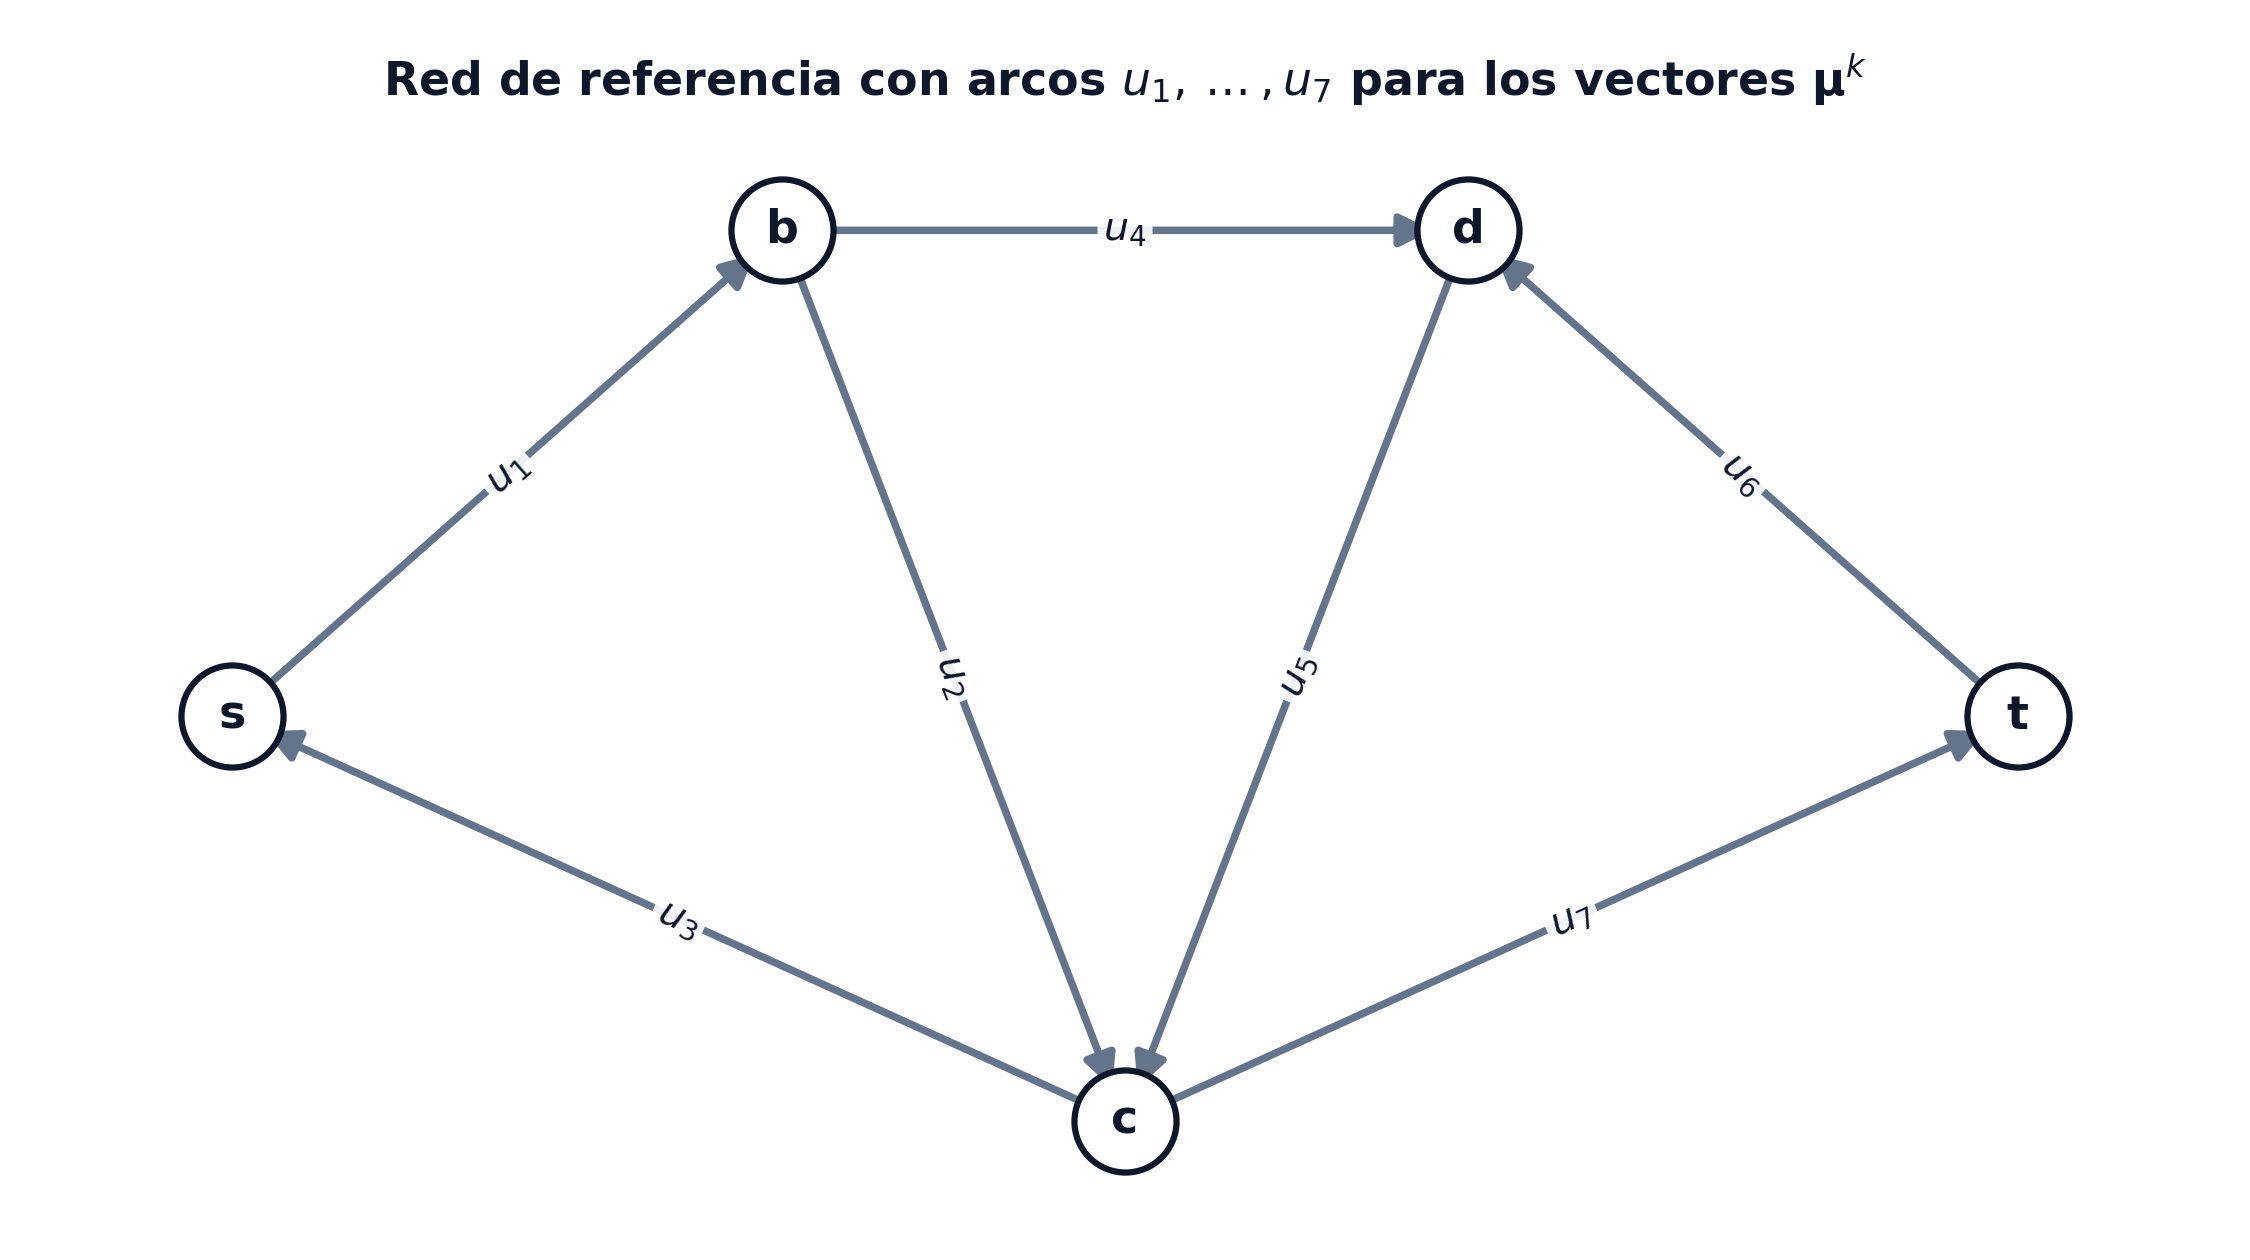 Red de referencia con arcos u₁, … , u₇ para los vectores μᵏ
b
u₄
d
u₁
u₆
u₂
u₅
s
t
u₃
u₇
c